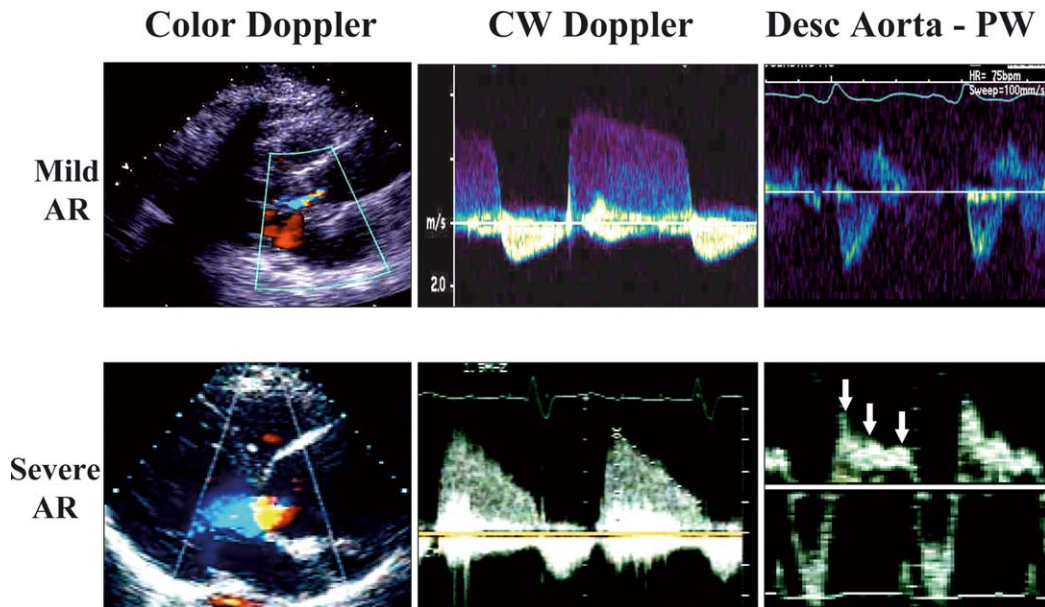 Color Doppler
CW Doppler
Desc Aorta - PW
Mild
AR
HR= 75bpm
Sweep=100mm/s
m/s
2.0
Severe
AR